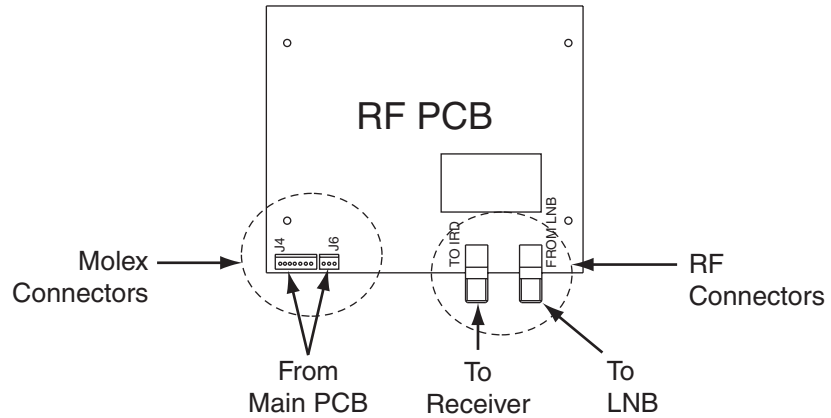 RF PCB
TO IRD
FROM LNB
J4
J6
Molex
Connectors
RF
Connectors
From
Main PCB
To
Receiver
To
LNB